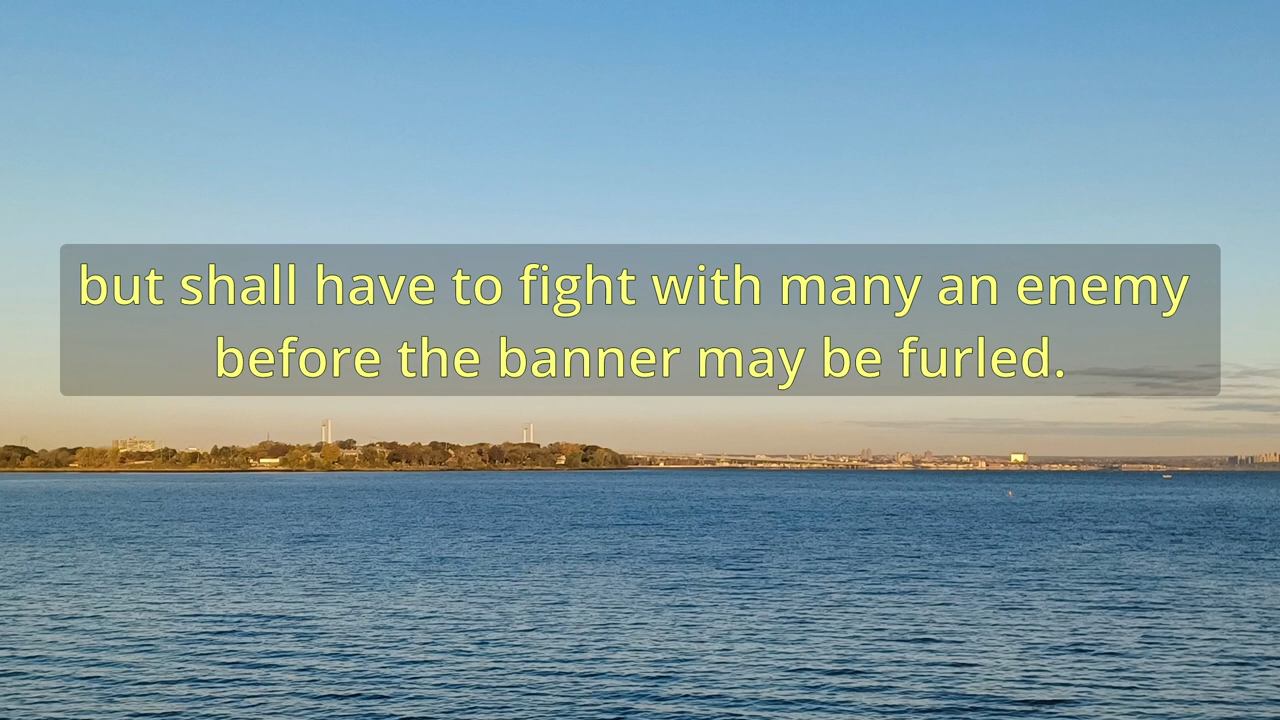 but shall have to fight with many an enemy
before the banner may be furled.